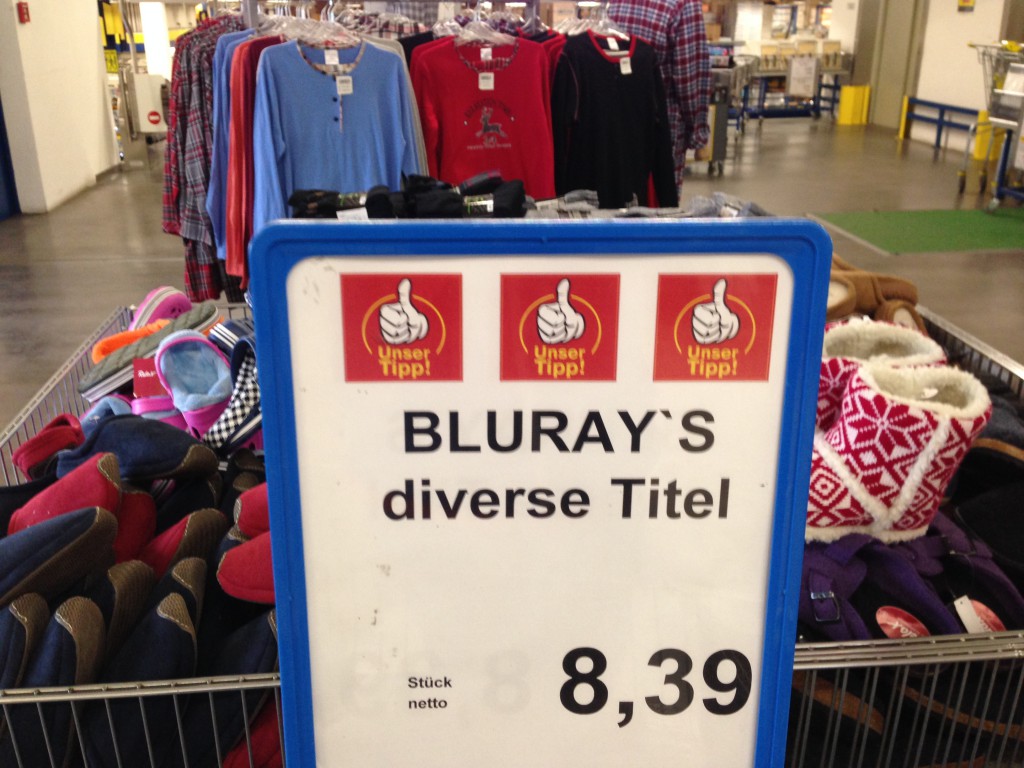 Unser
Tipp!
Unser
Tipp!
Unser
Tipp!
BLURAY`S
diverse Titel
Stück
netto
8,39